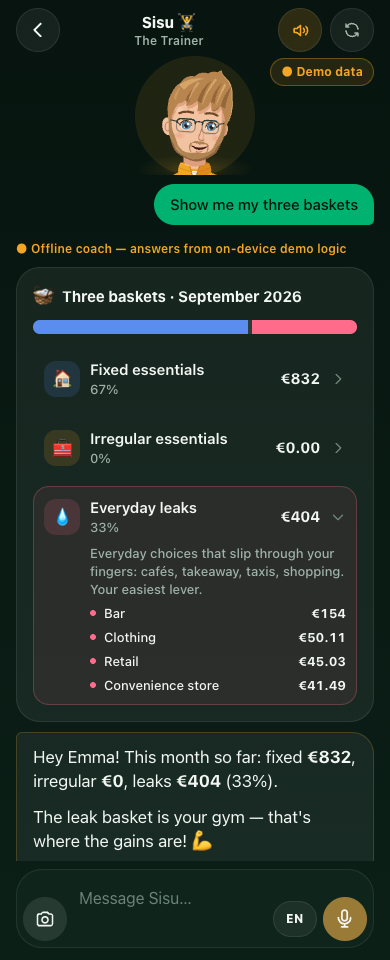 Sisu 🏋️
The Trainer
Demo data
Show me my three baskets
Offline coach — answers from on-device demo logic
Three baskets · September 2026
Fixed essentials
€832
67%
Irregular essentials
€0.00
0%
Everyday leaks
€404
33%
Everyday choices that slip through your
fingers: cafés, takeaway, taxis, shopping.
Your easiest lever.
Bar €154
Clothing €50.11
Retail €45.03
Convenience store €41.49
Hey Emma! This month so far: fixed €832,
irregular €0, leaks €404 (33%).
The leak basket is your gym — that's
where the gains are! 💪
Message Sisu...
EN